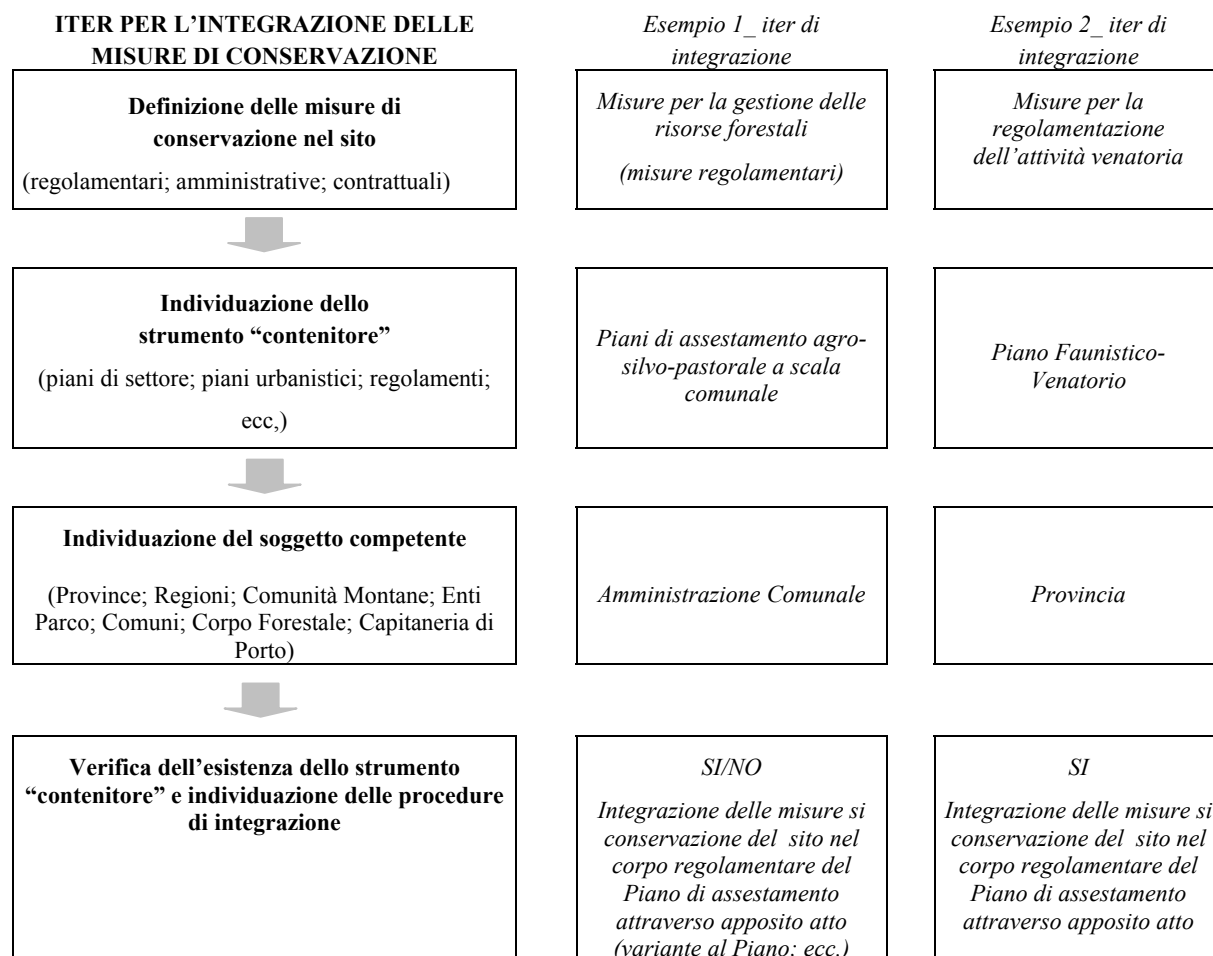 ITER PER L'INTEGRAZIONE DELLE
MISURE DI CONSERVAZIONE
Esempio 1_ iter di
integrazione
Esempio 2_ iter di
integrazione
Definizione delle misure di
conservazione nel sito
(regolamentari; amministrative; contrattuali)
Misure per la gestione delle
risorse forestali
(misure regolamentari)
Misure per la
regolamentazione
dell'attività venatoria
Individuazione dello
strumento “contenitore”
(piani di settore; piani urbanistici; regolamenti;
ecc,)
Piani di assestamento agro-
silvo-pastorale a scala
comunale
Piano Faunistico-
Venatorio
Individuazione del soggetto competente
(Province; Regioni; Comunità Montane; Enti
Parco; Comuni; Corpo Forestale; Capitaneria di
Porto)
Amministrazione Comunale
Provincia
Verifica dell'esistenza dello strumento
“contenitore” e individuazione delle procedure
di integrazione
SI/NO
Integrazione delle misure si
conservazione del sito nel
corpo regolamentare del
Piano di assestamento
attraverso apposito atto
(variante al Piano; ecc.)
SI
Integrazione delle misure si
conservazione del sito nel
corpo regolamentare del
Piano di assestamento
attraverso apposito atto